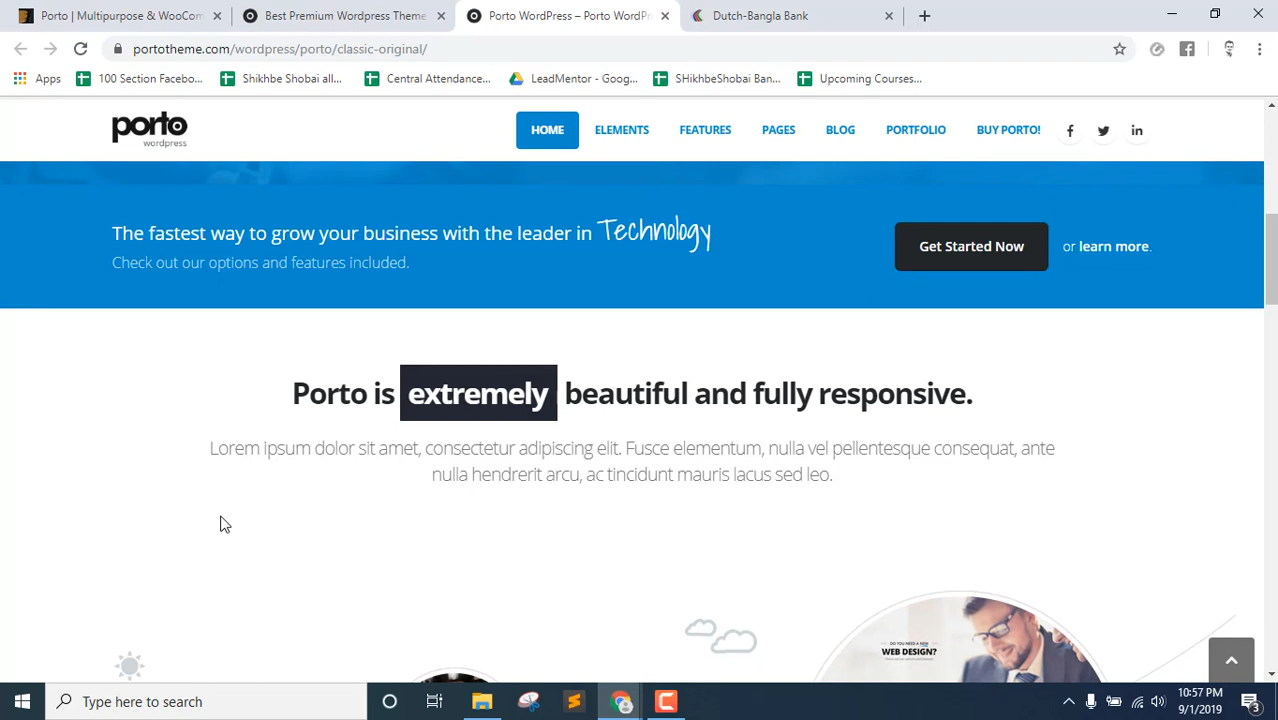 Porto | Multipurpose & WooCom
Best Premium Wordpress Theme
Porto WordPress – Porto WordPr
Dutch-Bangla Bank
portotheme.com/wordpress/porto/classic-original/
Apps
100 Section Facebo...
Shikhbe Shobai all...
Central Attendance...
LeadMentor - Goog...
SHikhbeShobai Ban...
Upcoming Courses...
porto
wordpress
HOME
ELEMENTS
FEATURES
PAGES
BLOG
PORTFOLIO
BUY PORTO!
The fastest way to grow your business with the leader in Technology
Check out our options and features included.
Get Started Now
or learn more.
Porto is extremely beautiful and fully responsive.
Lorem ipsum dolor sit amet, consectetur adipiscing elit. Fusce elementum, nulla vel pellentesque consequat, ante
nulla hendrerit arcu, ac tincidunt mauris lacus sed leo.
DO YOU NEED A NEW
WEB DESIGN?
Type here to search
10:57 PM
9/1/2019
3